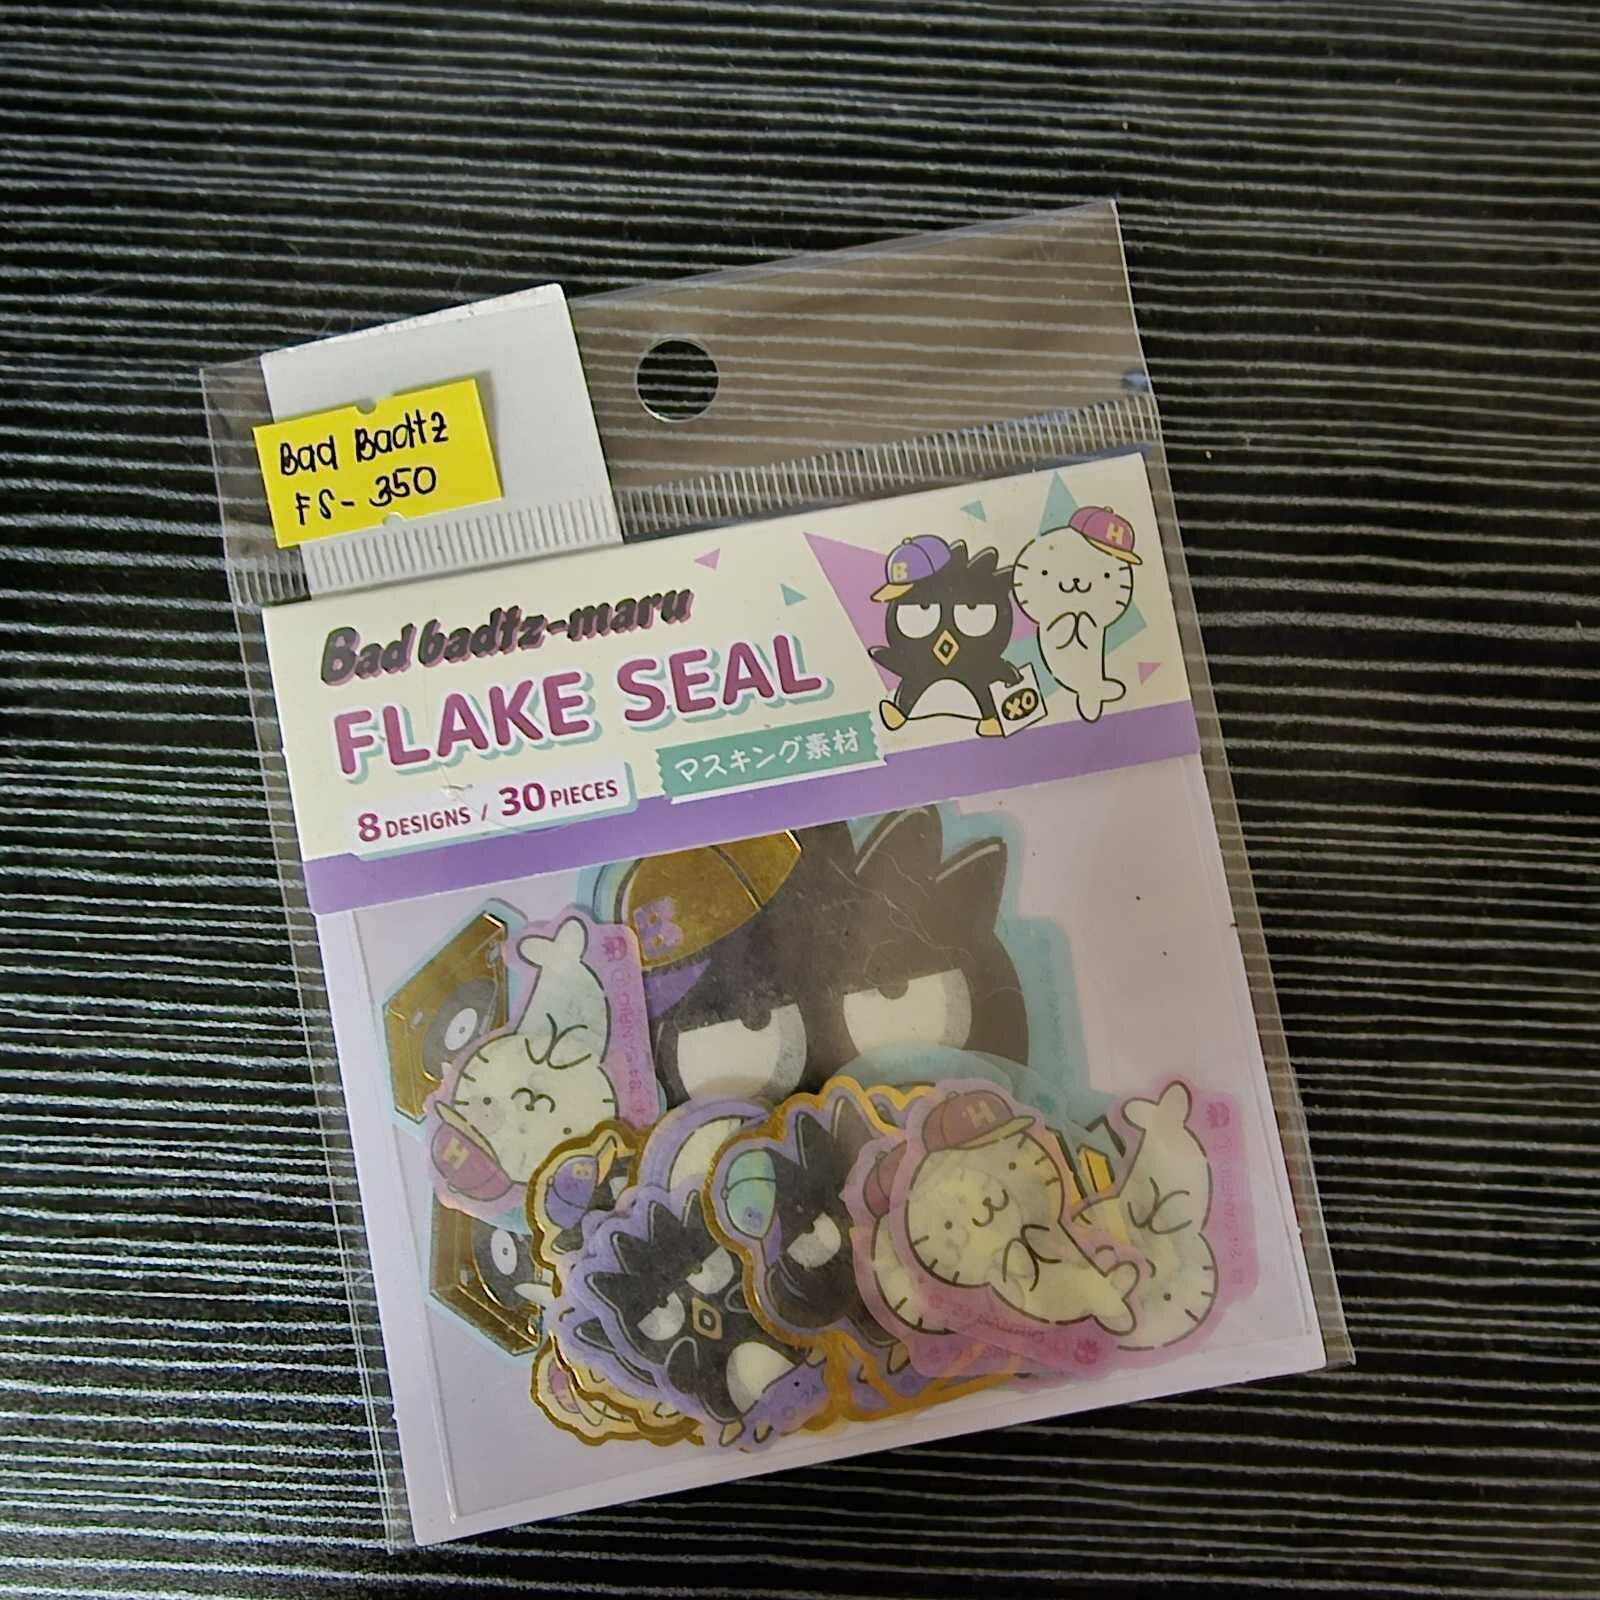 Bad Badtz
FS-350
Bad badtz-maru
FLAKE SEAL
マスキング素材
8 DESIGNS / 30 PIECES
B
H
XO
B
H
H
B